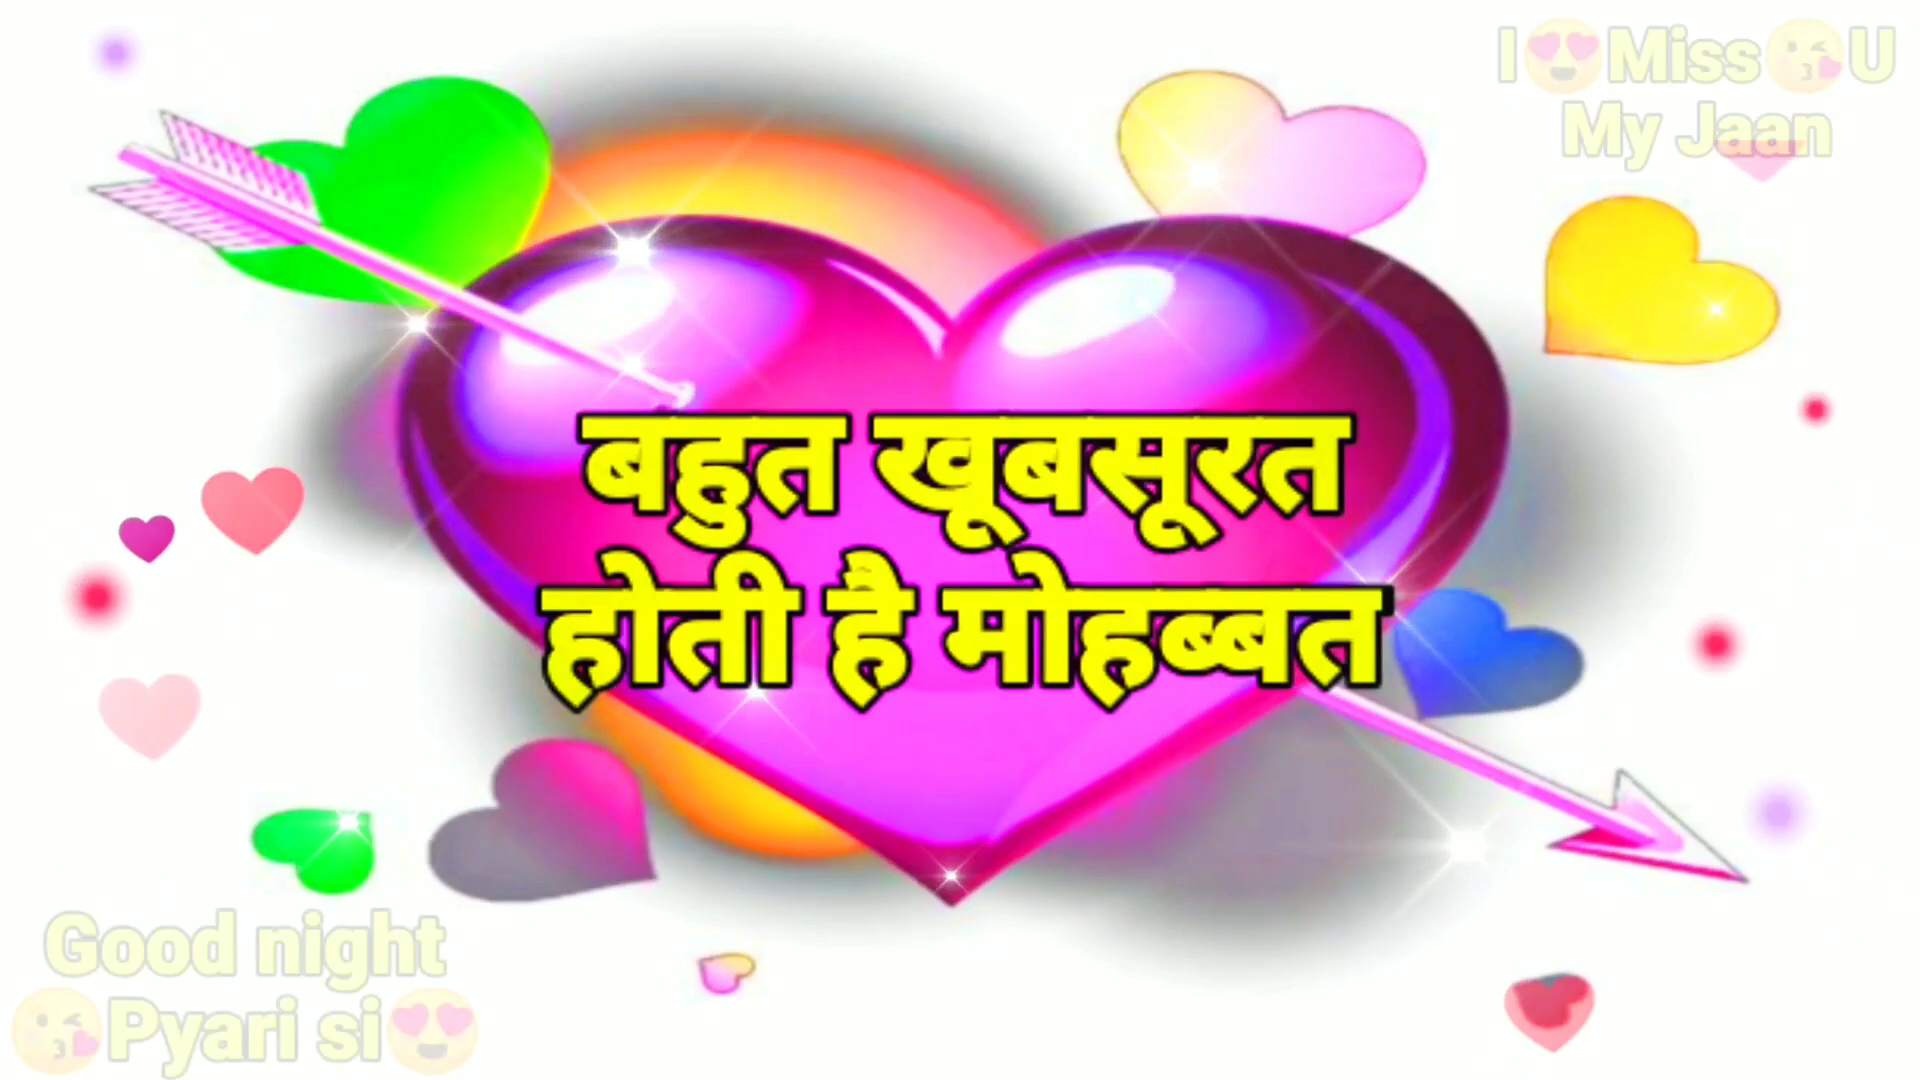 I😍Miss😘U
My Jaan
बहुत खूबसूरत
होती है मोहब्बत
Good night
😘Pyari si😍